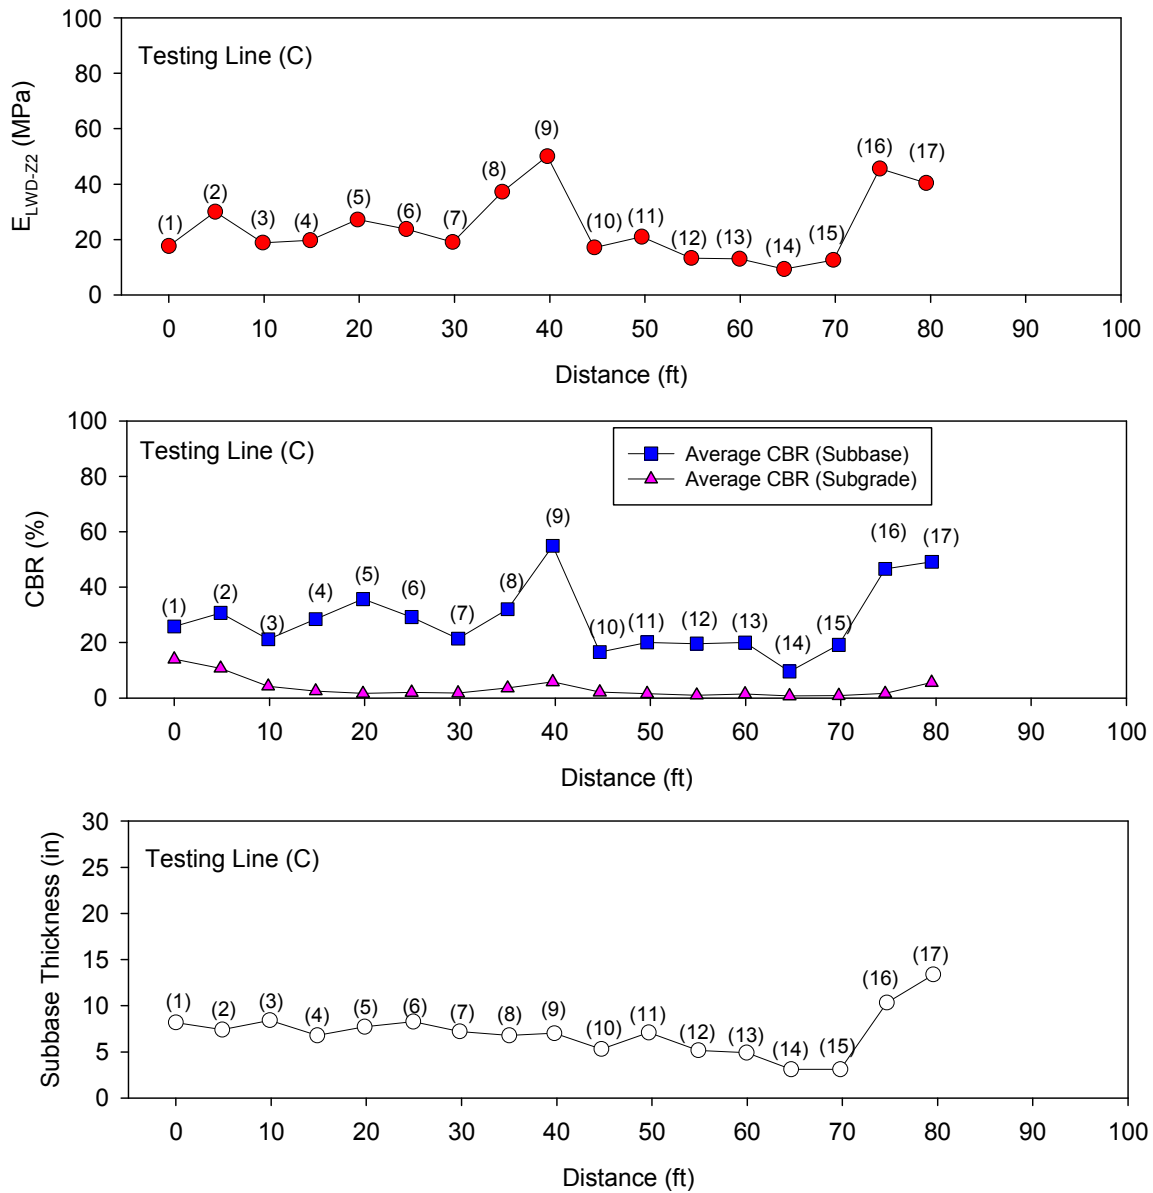 100
Testing Line (C)
80
60
40
20
0
E_LWD-Z2 (MPa)
(1) (2) (3) (4) (5) (6) (7) (8) (9) (10) (11) (12) (13) (14) (15) (16) (17)
0 10 20 30 40 50 60 70 80 90 100
Distance (ft)
100
Testing Line (C)
Average CBR (Subbase)
Average CBR (Subgrade)
80
60
40
20
0
CBR (%)
(1) (2) (3) (4) (5) (6) (7) (8) (9) (10) (11) (12) (13) (14) (15) (16) (17)
0 10 20 30 40 50 60 70 80 90 100
Distance (ft)
30
Testing Line (C)
25
20
15
10
5
0
Subbase Thickness (in)
(1) (2) (3) (4) (5) (6) (7) (8) (9) (10) (11) (12) (13) (14) (15) (16) (17)
0 10 20 30 40 50 60 70 80 90 100
Distance (ft)